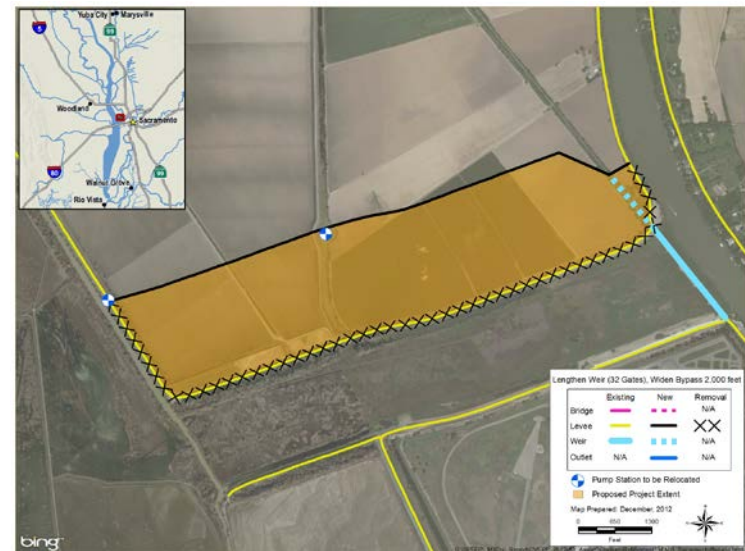 Yuba City
Marysville
99
5
Woodland
Sacramento
80
99
Walnut Grove
Rio Vista
Lengthen Weir (32 Gates), Widen Bypass 2,000 feet
Existing New Removal
Bridge N/A
Levee
Weir N/A
Outlet N/A N/A
Pump Station to be Relocated
Proposed Project Extent
Map Prepared: December, 2012
0 650 1300
Feet
bing